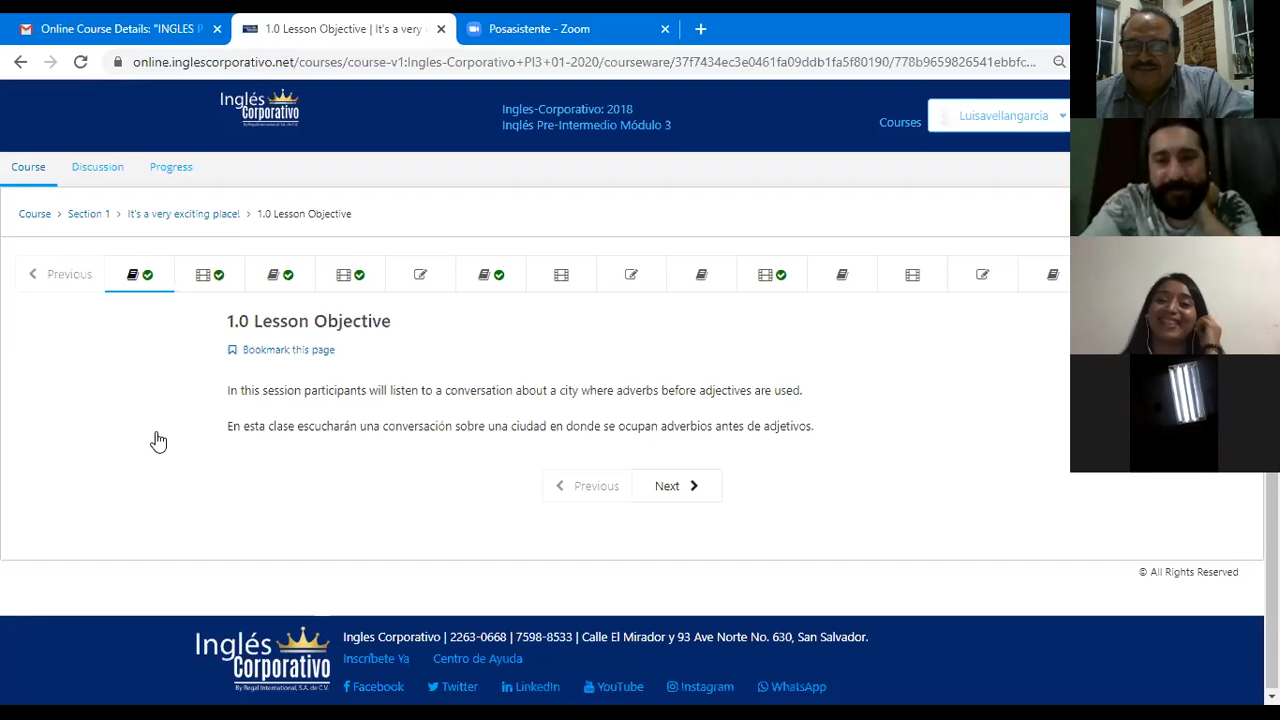 Online Course Details: "INGLES P
1.0 Lesson Objective | It's a very
Posasistente - Zoom
online.inglescorporativo.net/courses/course-v1:Ingles-Corporativo+PI3+01-2020/courseware/37f7434ec3e0461fa09ddb1fa5f80190/778b9659826541ebbfc...
Inglés
Corporativo
Ingles-Corporativo: 2018
Inglés Pre-Intermedio Módulo 3
Courses
Luisavellangarcia
Course
Discussion
Progress
Course > Section 1 > It's a very exciting place! > 1.0 Lesson Objective
Previous
1.0 Lesson Objective
Bookmark this page
In this session participants will listen to a conversation about a city where adverbs before adjectives are used.
En esta clase escucharán una conversación sobre una ciudad en donde se ocupan adverbios antes de adjetivos.
Previous
Next
© All Rights Reserved
Inglés
Corporativo
By Regal International, S.A. de C.V.
Ingles Corporativo | 2263-0668 | 7598-8533 | Calle El Mirador y 93 Ave Norte No. 630, San Salvador.
Inscríbete Ya
Centro de Ayuda
Facebook
Twitter
LinkedIn
YouTube
Instagram
WhatsApp